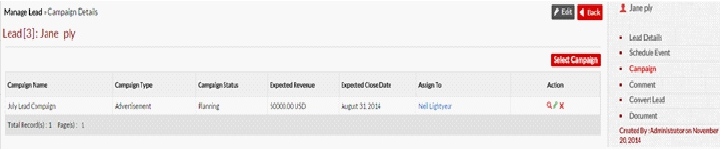 Manage Lead › Campaign Details
Edit
Back
Lead [3]: Jane ply
Select Campaign
Campaign Name Campaign Type Campaign Status Expected Revenue Expected CloseDate Assign To Action
July Lead Campaign Advertisement Planning 50000.00 USD August 31 2014 Neil Lightyear
Total Record(s) : 1 Page(s) : 1
Jane ply
Lead Details
Schedule Event
Campaign
Comment
Convert Lead
Document
Created By :Administrator on November
20, 2014